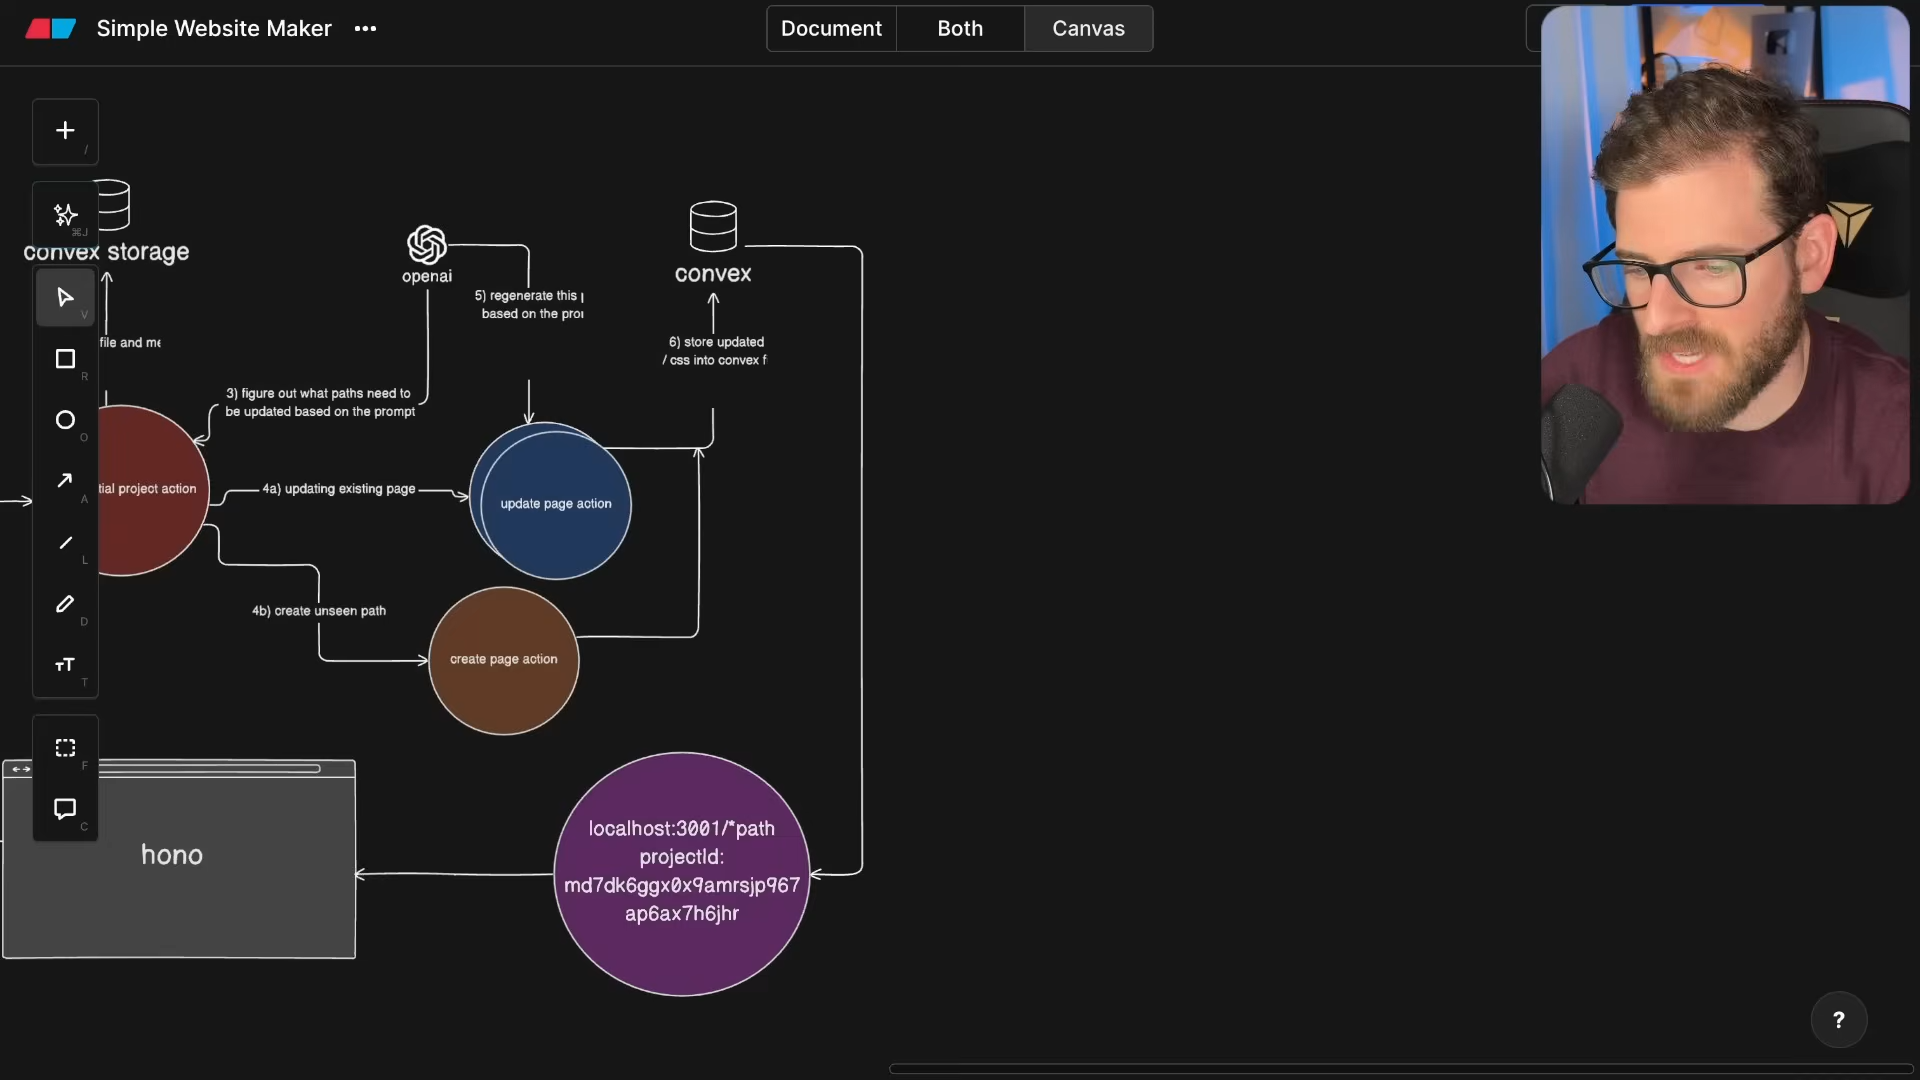 Simple Website Maker
Document
Both
Canvas
/
⌘J
convex storage
V
R
O
A
L
D
T
F
C
openai
convex
5) regenerate this
based on the
6) store updated
/ css into convex f
file and
3) figure out what paths need to
be updated based on the prompt
tial project action
4a) updating existing page
update page action
4b) create unseen path
create page action
hono
localhost:3001/*path
projectId:
md7dk6ggx0x9amrsjp967
ap6ax7h6jhr
?